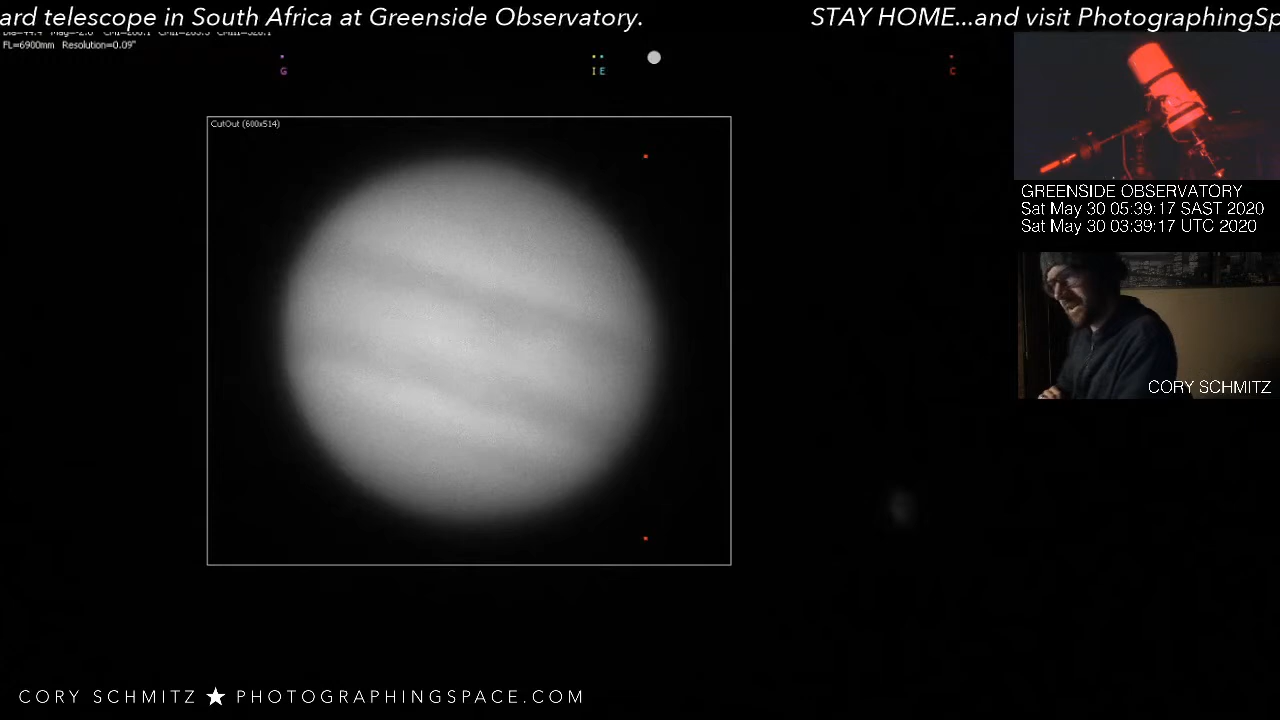 ard telescope in South Africa at Greenside Observatory.
STAY HOME...and visit PhotographingSp
FL=6900mm Resolution=0.09"
G
I E
C
CutOut (600x514)
GREENSIDE OBSERVATORY
Sat May 30 05:39:17 SAST 2020
Sat May 30 03:39:17 UTC 2020
CORY SCHMITZ
CORY SCHMITZ ★ PHOTOGRAPHINGSPACE.COM